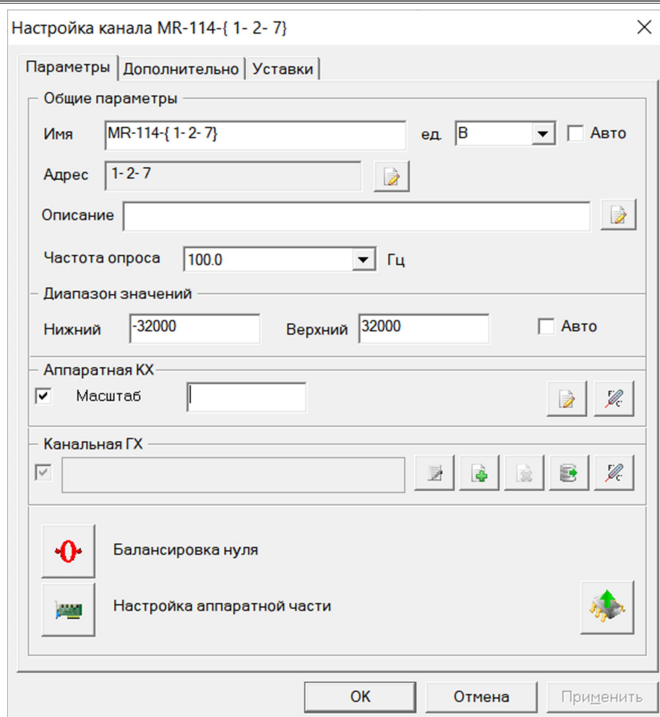 Настройка канала MR-114-{ 1- 2- 7}
Параметры Дополнительно Уставки
Общие параметры
Имя MR-114-{ 1- 2- 7} ед. В Авто
Адрес 1- 2- 7
Описание
Частота опроса 100.0 Гц
Диапазон значений
Нижний -32000 Верхний 32000 Авто
Аппаратная КХ
Масштаб
Канальная ГХ
Балансировка нуля
Настройка аппаратной части
OK Отмена Применить